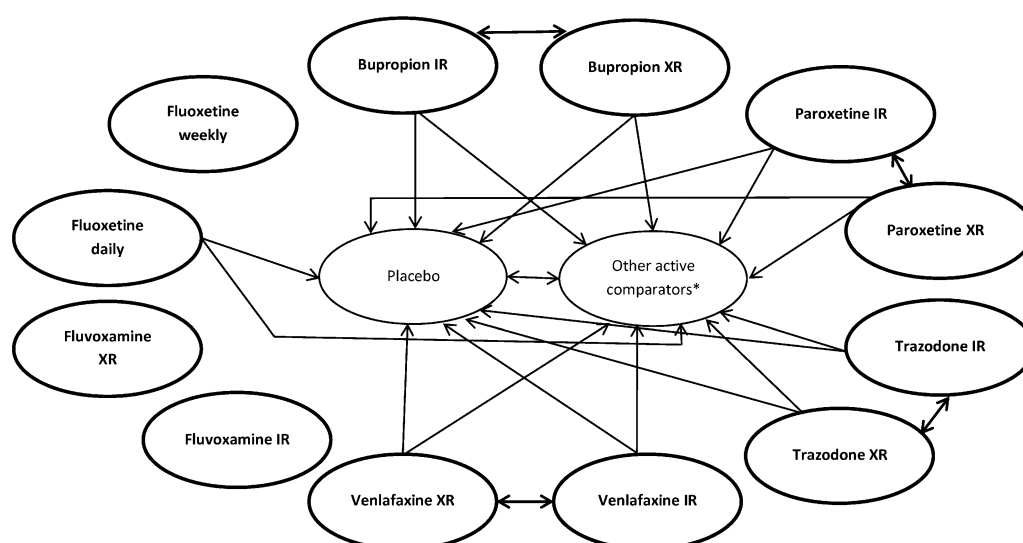 Bupropion IR
Bupropion XR
Fluoxetine
weekly
Paroxetine IR
Fluoxetine
daily
Paroxetine XR
Placebo
Other active
comparators*
Fluvoxamine
XR
Trazodone IR
Fluvoxamine IR
Trazodone XR
Venlafaxine XR
Venlafaxine IR